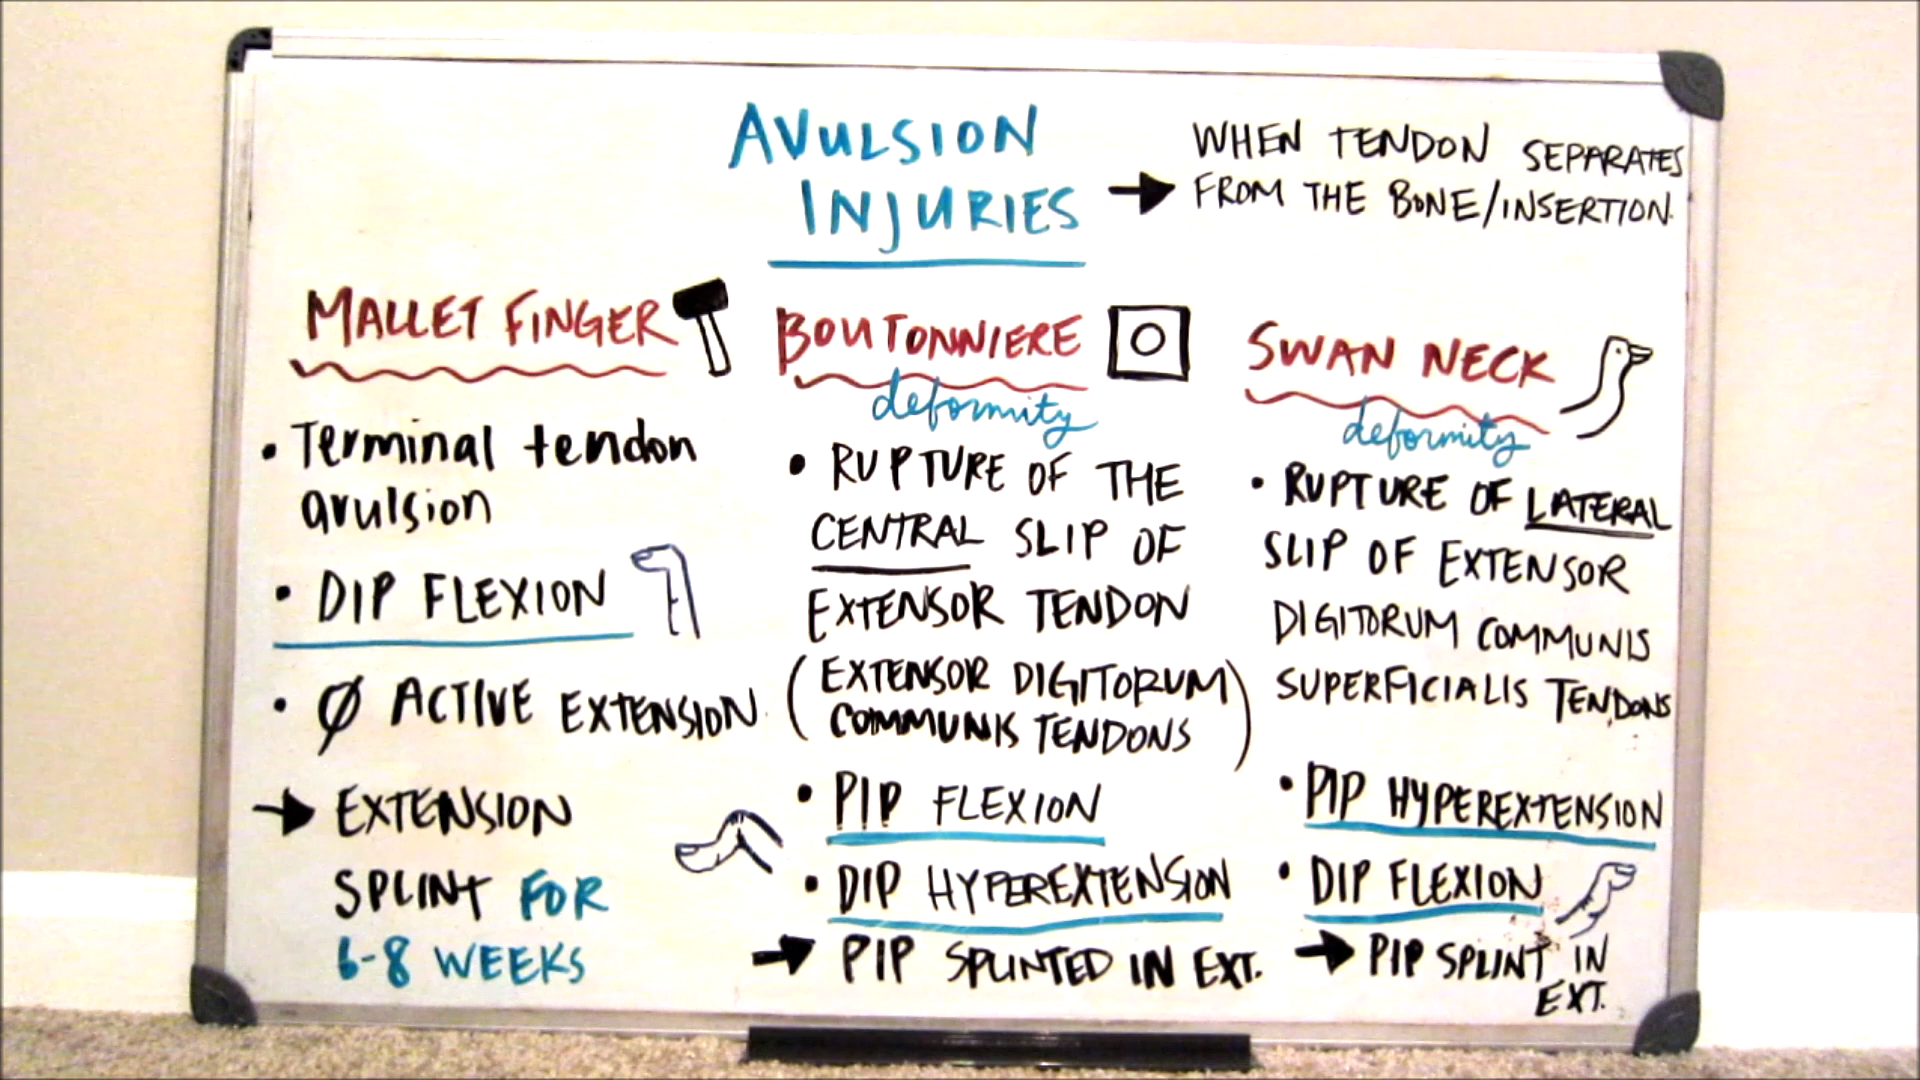 AVULSION
INJURIES
WHEN TENDON SEPARATES
FROM THE BONE/INSERTION.
MALLET FINGER
• Terminal tendon
avulsion
• DIP FLEXION
• Ø ACTIVE EXTENSION
→ EXTENSION
SPLINT FOR
6-8 WEEKS
BOUTONNIERE
deformity
• RUPTURE OF THE
CENTRAL SLIP OF
EXTENSOR TENDON
(EXTENSOR DIGITORUM
COMMUNIS TENDONS)
• PIP FLEXION
• DIP HYPEREXTENSION
→ PIP SPLINTED IN EXT.
SWAN NECK
deformity
• RUPTURE OF LATERAL
SLIP OF EXTENSOR
DIGITORUM COMMUNIS
SUPERFICIALIS TENDONS
• PIP HYPEREXTENSION
• DIP FLEXION
→ PIP SPLINT IN
EXT.